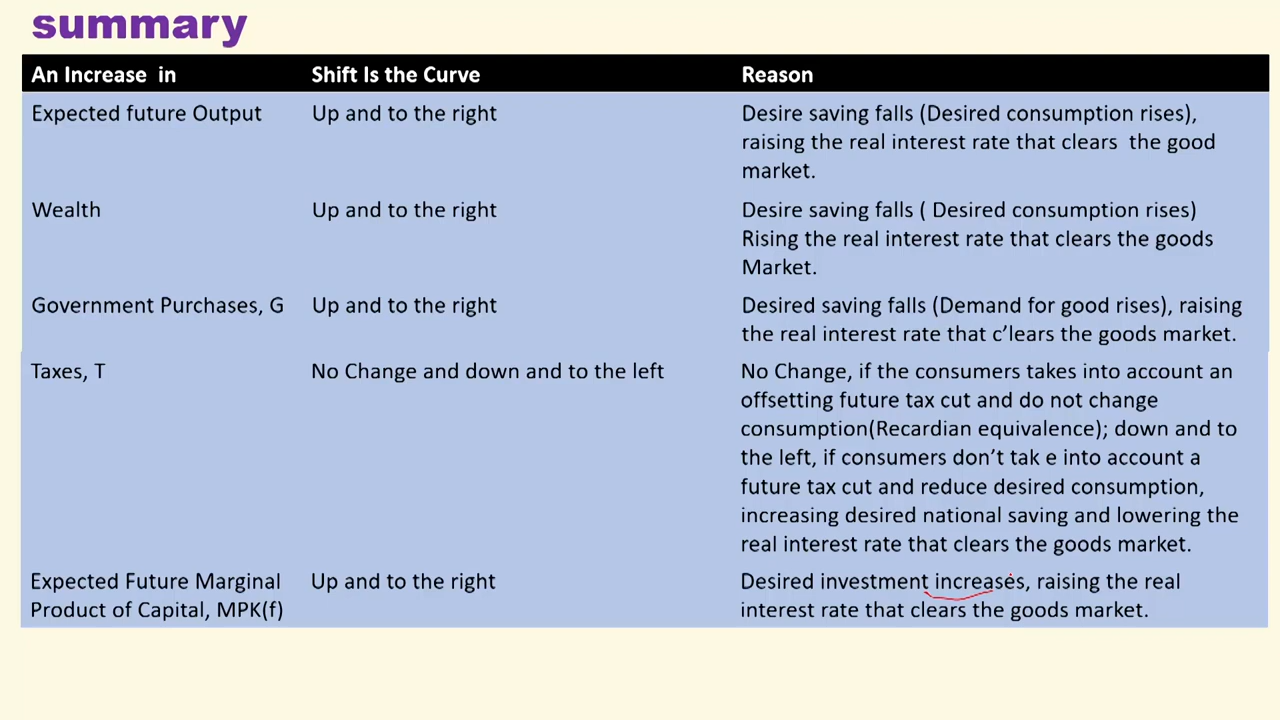 summary
An Increase in
Shift Is the Curve
Reason
Expected future Output
Up and to the right
Desire saving falls (Desired consumption rises),
raising the real interest rate that clears the good
market.
Wealth
Up and to the right
Desire saving falls ( Desired consumption rises)
Rising the real interest rate that clears the goods
Market.
Government Purchases, G
Up and to the right
Desired saving falls (Demand for good rises), raising
the real interest rate that c’lears the goods market.
Taxes, T
No Change and down and to the left
No Change, if the consumers takes into account an
offsetting future tax cut and do not change
consumption(Recardian equivalence); down and to
the left, if consumers don’t tak e into account a
future tax cut and reduce desired consumption,
increasing desired national saving and lowering the
real interest rate that clears the goods market.
Expected Future Marginal
Product of Capital, MPK(f)
Up and to the right
Desired investment increases, raising the real
interest rate that clears the goods market.